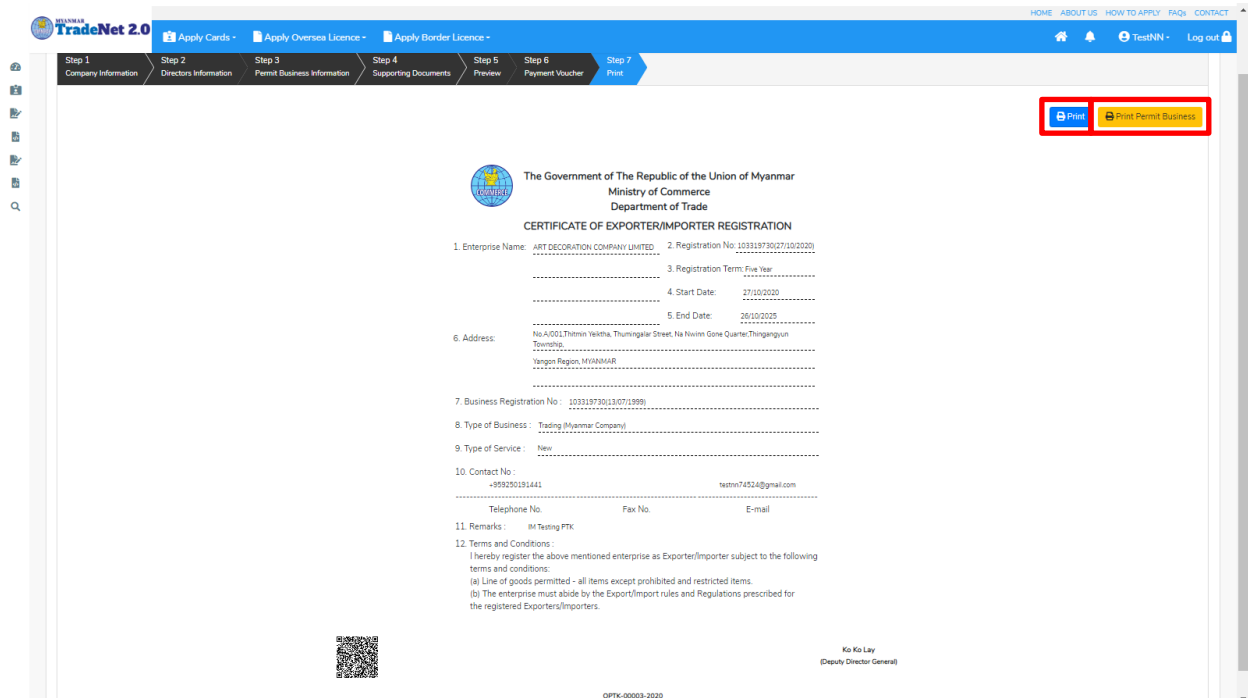 HOME ABOUT US HOW TO APPLY FAQs CONTACT
MYANMAR
TradeNet 2.0
Apply Cards
Apply Oversea Licence
Apply Border Licence
TestNN
Log out
Step 1 Step 2 Step 3 Step 4 Step 5 Step 6 Step 7
Company Information Directors Information Permit Business Information Supporting Documents Preview Payment Voucher Print
Print
Print Permit Business
COMMERCE
The Government of The Republic of the Union of Myanmar
Ministry of Commerce
Department of Trade
CERTIFICATE OF EXPORTER/IMPORTER REGISTRATION
1. Enterprise Name: ART DECORATION COMPANY LIMITED 2. Registration No: 103319730(27/10/2020)
3. Registration Term: Five Year
4. Start Date: 27/10/2020
5. End Date: 26/10/2025
6. Address: No.A/001,Thitmin Yeiktha, Thumingalar Street, Na Nwinn Gone Quarter,Thingangyun
Township,
Yangon Region, MYANMAR
7. Business Registration No : 103319730(13/07/1999)
8. Type of Business : Trading (Myanmar Company)
9. Type of Service : New
10. Contact No :
+959250191441 testnn74524@gmail.com
Telephone No. Fax No. E-mail
11. Remarks : IM Testing PTK
12. Terms and Conditions :
I hereby register the above mentioned enterprise as Exporter/Importer subject to the following
terms and conditions:
(a) Line of goods permitted - all items except prohibited and restricted items.
(b) The enterprise must abide by the Export/Import rules and Regulations prescribed for
the registered Exporters/Importers.
Ko Ko Lay
(Deputy Director General)
OPTK-00003-2020